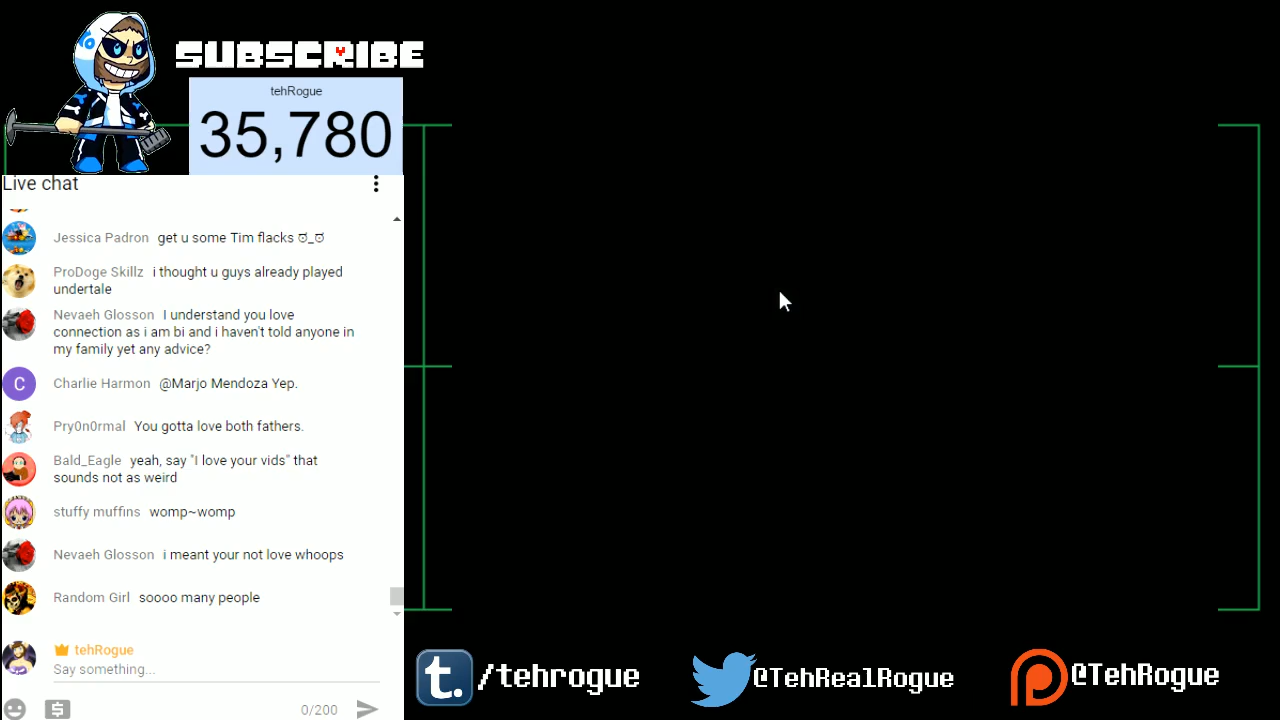 SUBSCRIBE
tehRogue
35,780
Live chat
Jessica Padron get u some Tim flacks ಠ_ಠ
ProDoge Skillz i thought u guys already played
undertale
Nevaeh Glosson I understand you love
connection as i am bi and i haven't told anyone in
my family yet any advice?
C Charlie Harmon @Marjo Mendoza Yep.
Pry0n0rmal You gotta love both fathers.
Bald_Eagle yeah, say "I love your vids" that
sounds not as weird
stuffy muffins womp~womp
Nevaeh Glosson i meant your not love whoops
Random Girl soooo many people
tehRogue
Say something...
0/200
t. /tehrogue
@TehRealRogue
@TehRogue